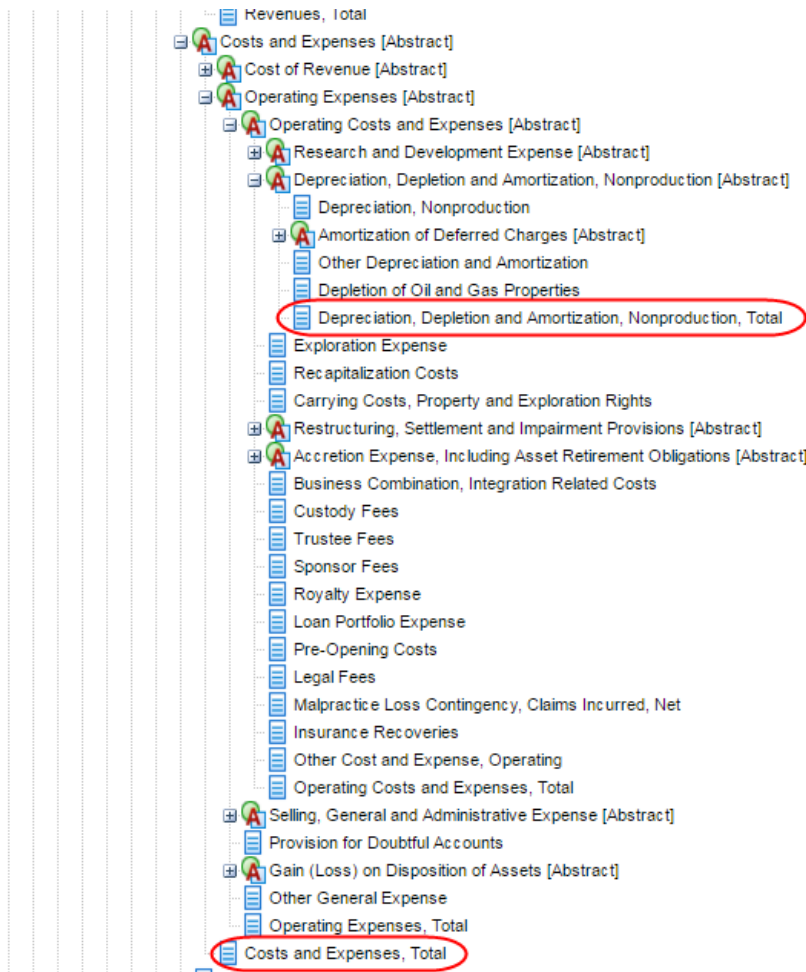 Revenues, Total
Costs and Expenses [Abstract]
Cost of Revenue [Abstract]
Operating Expenses [Abstract]
Operating Costs and Expenses [Abstract]
Research and Development Expense [Abstract]
Depreciation, Depletion and Amortization, Nonproduction [Abstract]
Depreciation, Nonproduction
Amortization of Deferred Charges [Abstract]
Other Depreciation and Amortization
Depletion of Oil and Gas Properties
Depreciation, Depletion and Amortization, Nonproduction, Total
Exploration Expense
Recapitalization Costs
Carrying Costs, Property and Exploration Rights
Restructuring, Settlement and Impairment Provisions [Abstract]
Accretion Expense, Including Asset Retirement Obligations [Abstract]
Business Combination, Integration Related Costs
Custody Fees
Trustee Fees
Sponsor Fees
Royalty Expense
Loan Portfolio Expense
Pre-Opening Costs
Legal Fees
Malpractice Loss Contingency, Claims Incurred, Net
Insurance Recoveries
Other Cost and Expense, Operating
Operating Costs and Expenses, Total
Selling, General and Administrative Expense [Abstract]
Provision for Doubtful Accounts
Gain (Loss) on Disposition of Assets [Abstract]
Other General Expense
Operating Expenses, Total
Costs and Expenses, Total